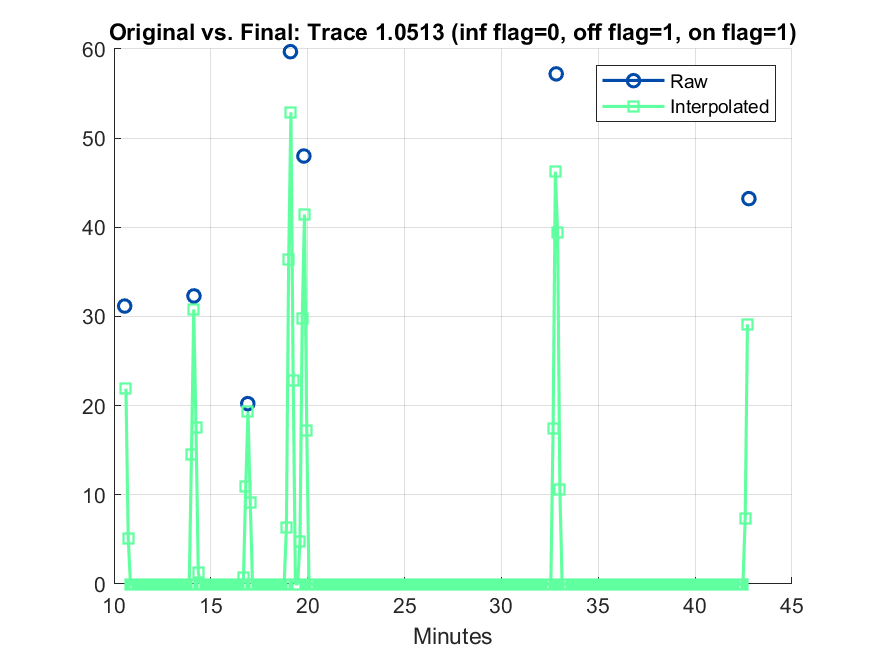 Original vs. Final: Trace 1.0513 (inf flag=0, off flag=1, on flag=1)
60
Raw
Interpolated
50
40
30
20
10
0
10 15 20 25 30 35 40 45
Minutes